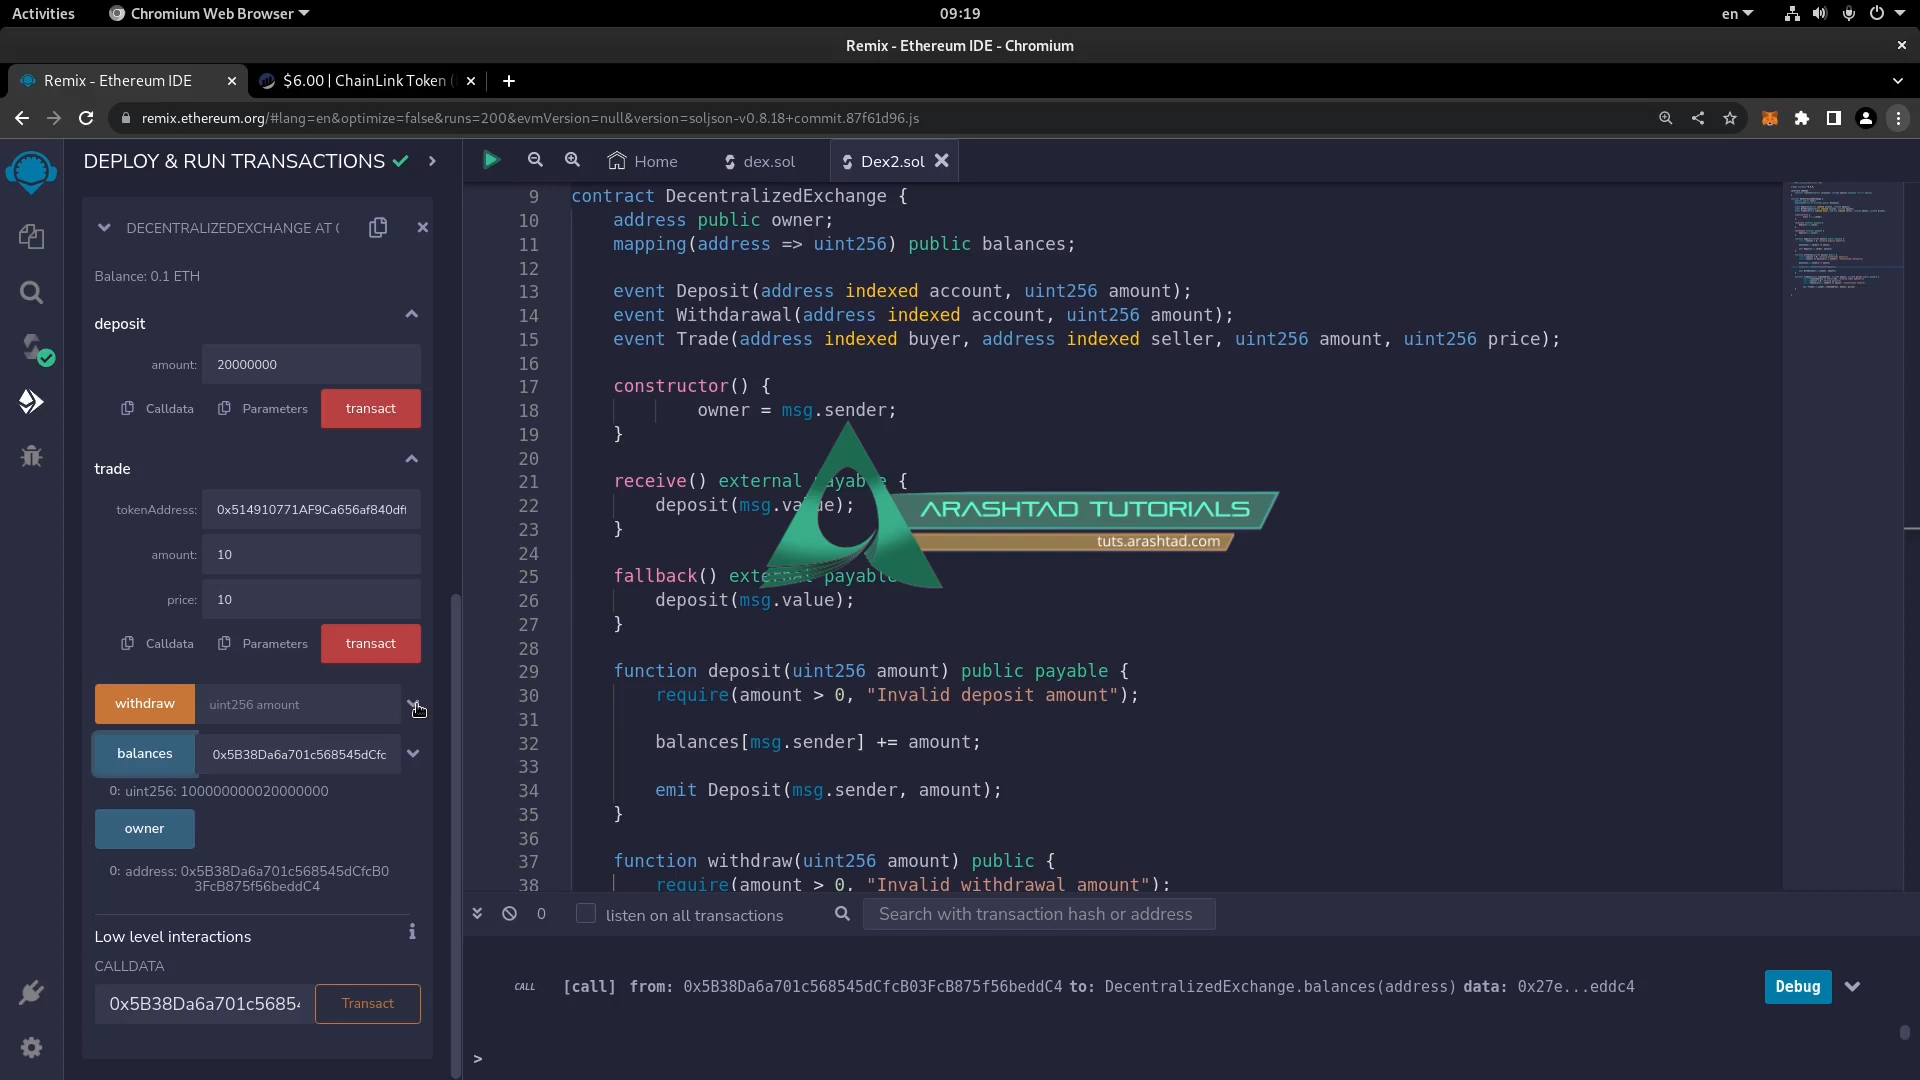 Activities
Chromium Web Browser
09:19
en
Remix - Ethereum IDE - Chromium
Remix - Ethereum IDE
$6.00 | ChainLink Token (
remix.ethereum.org/#lang=en&optimize=false&runs=200&evmVersion=null&version=soljson-v0.8.18+commit.87f61d96.js
DEPLOY & RUN TRANSACTIONS
Home
dex.sol
Dex2.sol
DECENTRALIZEDEXCHANGE AT (
Balance: 0.1 ETH
deposit
amount: 20000000
Calldata
Parameters
transact
trade
tokenAddress: 0x514910771AF9Ca656af840dff
amount: 10
price: 10
Calldata
Parameters
transact
withdraw
uint256 amount
balances
0x5B38Da6a701c568545dCfc
0: uint256: 100000000020000000
owner
0: address: 0x5B38Da6a701c568545dCfcB0
3FcB875f56beddC4
Low level interactions
i
CALLDATA
0x5B38Da6a701c5685
Transact
9 contract DecentralizedExchange {
10 address public owner;
11 mapping(address => uint256) public balances;
12
13 event Deposit(address indexed account, uint256 amount);
14 event Withdarawal(address indexed account, uint256 amount);
15 event Trade(address indexed buyer, address indexed seller, uint256 amount, uint256 price);
16
17 constructor() {
18 owner = msg.sender;
19 }
20
21 receive() external payable {
22 deposit(msg.value);
23 }
24
25 fallback() external payable
26 deposit(msg.value);
27 }
28
29 function deposit(uint256 amount) public payable {
30 require(amount > 0, "Invalid deposit amount");
31
32 balances[msg.sender] += amount;
33
34 emit Deposit(msg.sender, amount);
35 }
36
37 function withdraw(uint256 amount) public {
38 require(amount > 0, "Invalid withdrawal amount");
ARASHTAD TUTORIALS
tuts.arashtad.com
0
listen on all transactions
Search with transaction hash or address
CALL
[call] from: 0x5B38Da6a701c568545dCfcB03FcB875f56beddC4 to: DecentralizedExchange.balances(address) data: 0x27e...eddc4
Debug
>